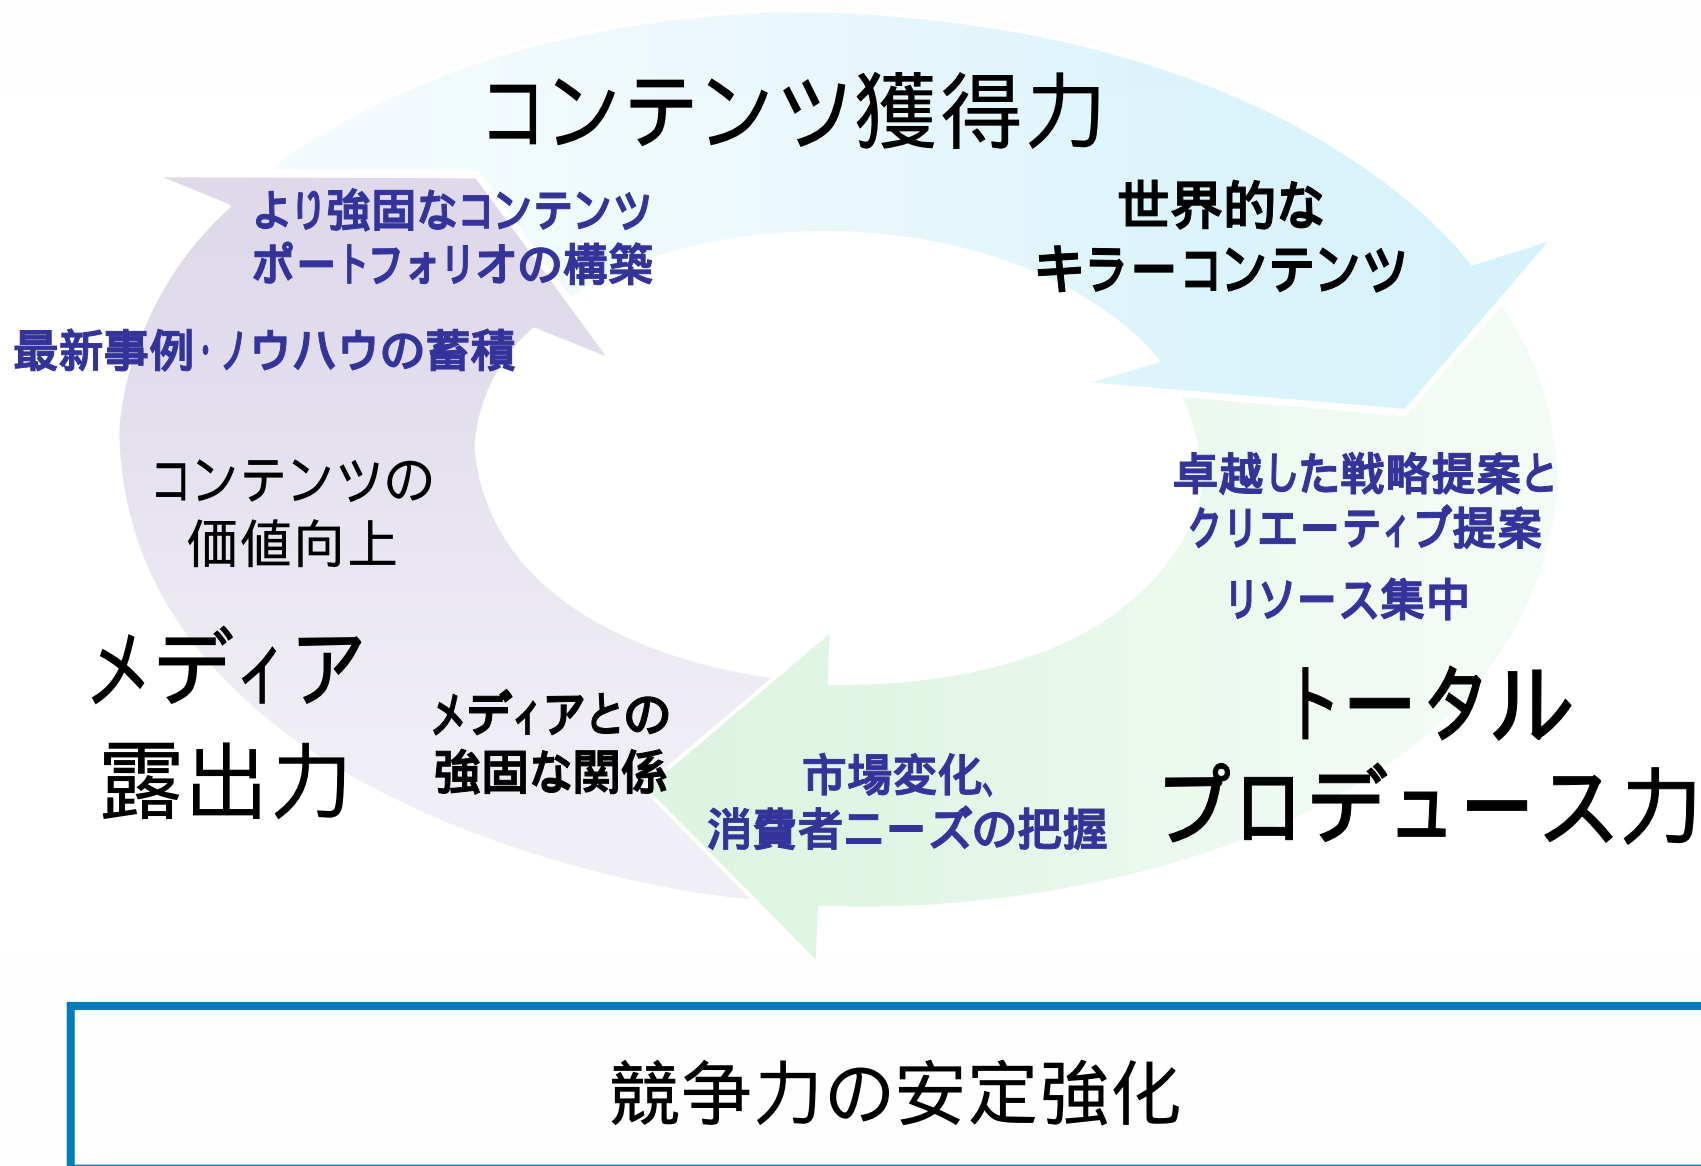 コンテンツ獲得力
世界的な
キラーコンテンツ
より強固なコンテンツ
ポートフォリオの構築
最新事例・ノウハウの蓄積
コンテンツの
価値向上
卓越した戦略提案と
クリエーティブ提案
リソース集中
メディア
露出力
メディアとの
強固な関係
市場変化、
消費者ニーズの把握
トータル
プロデュース力
競争力の安定強化